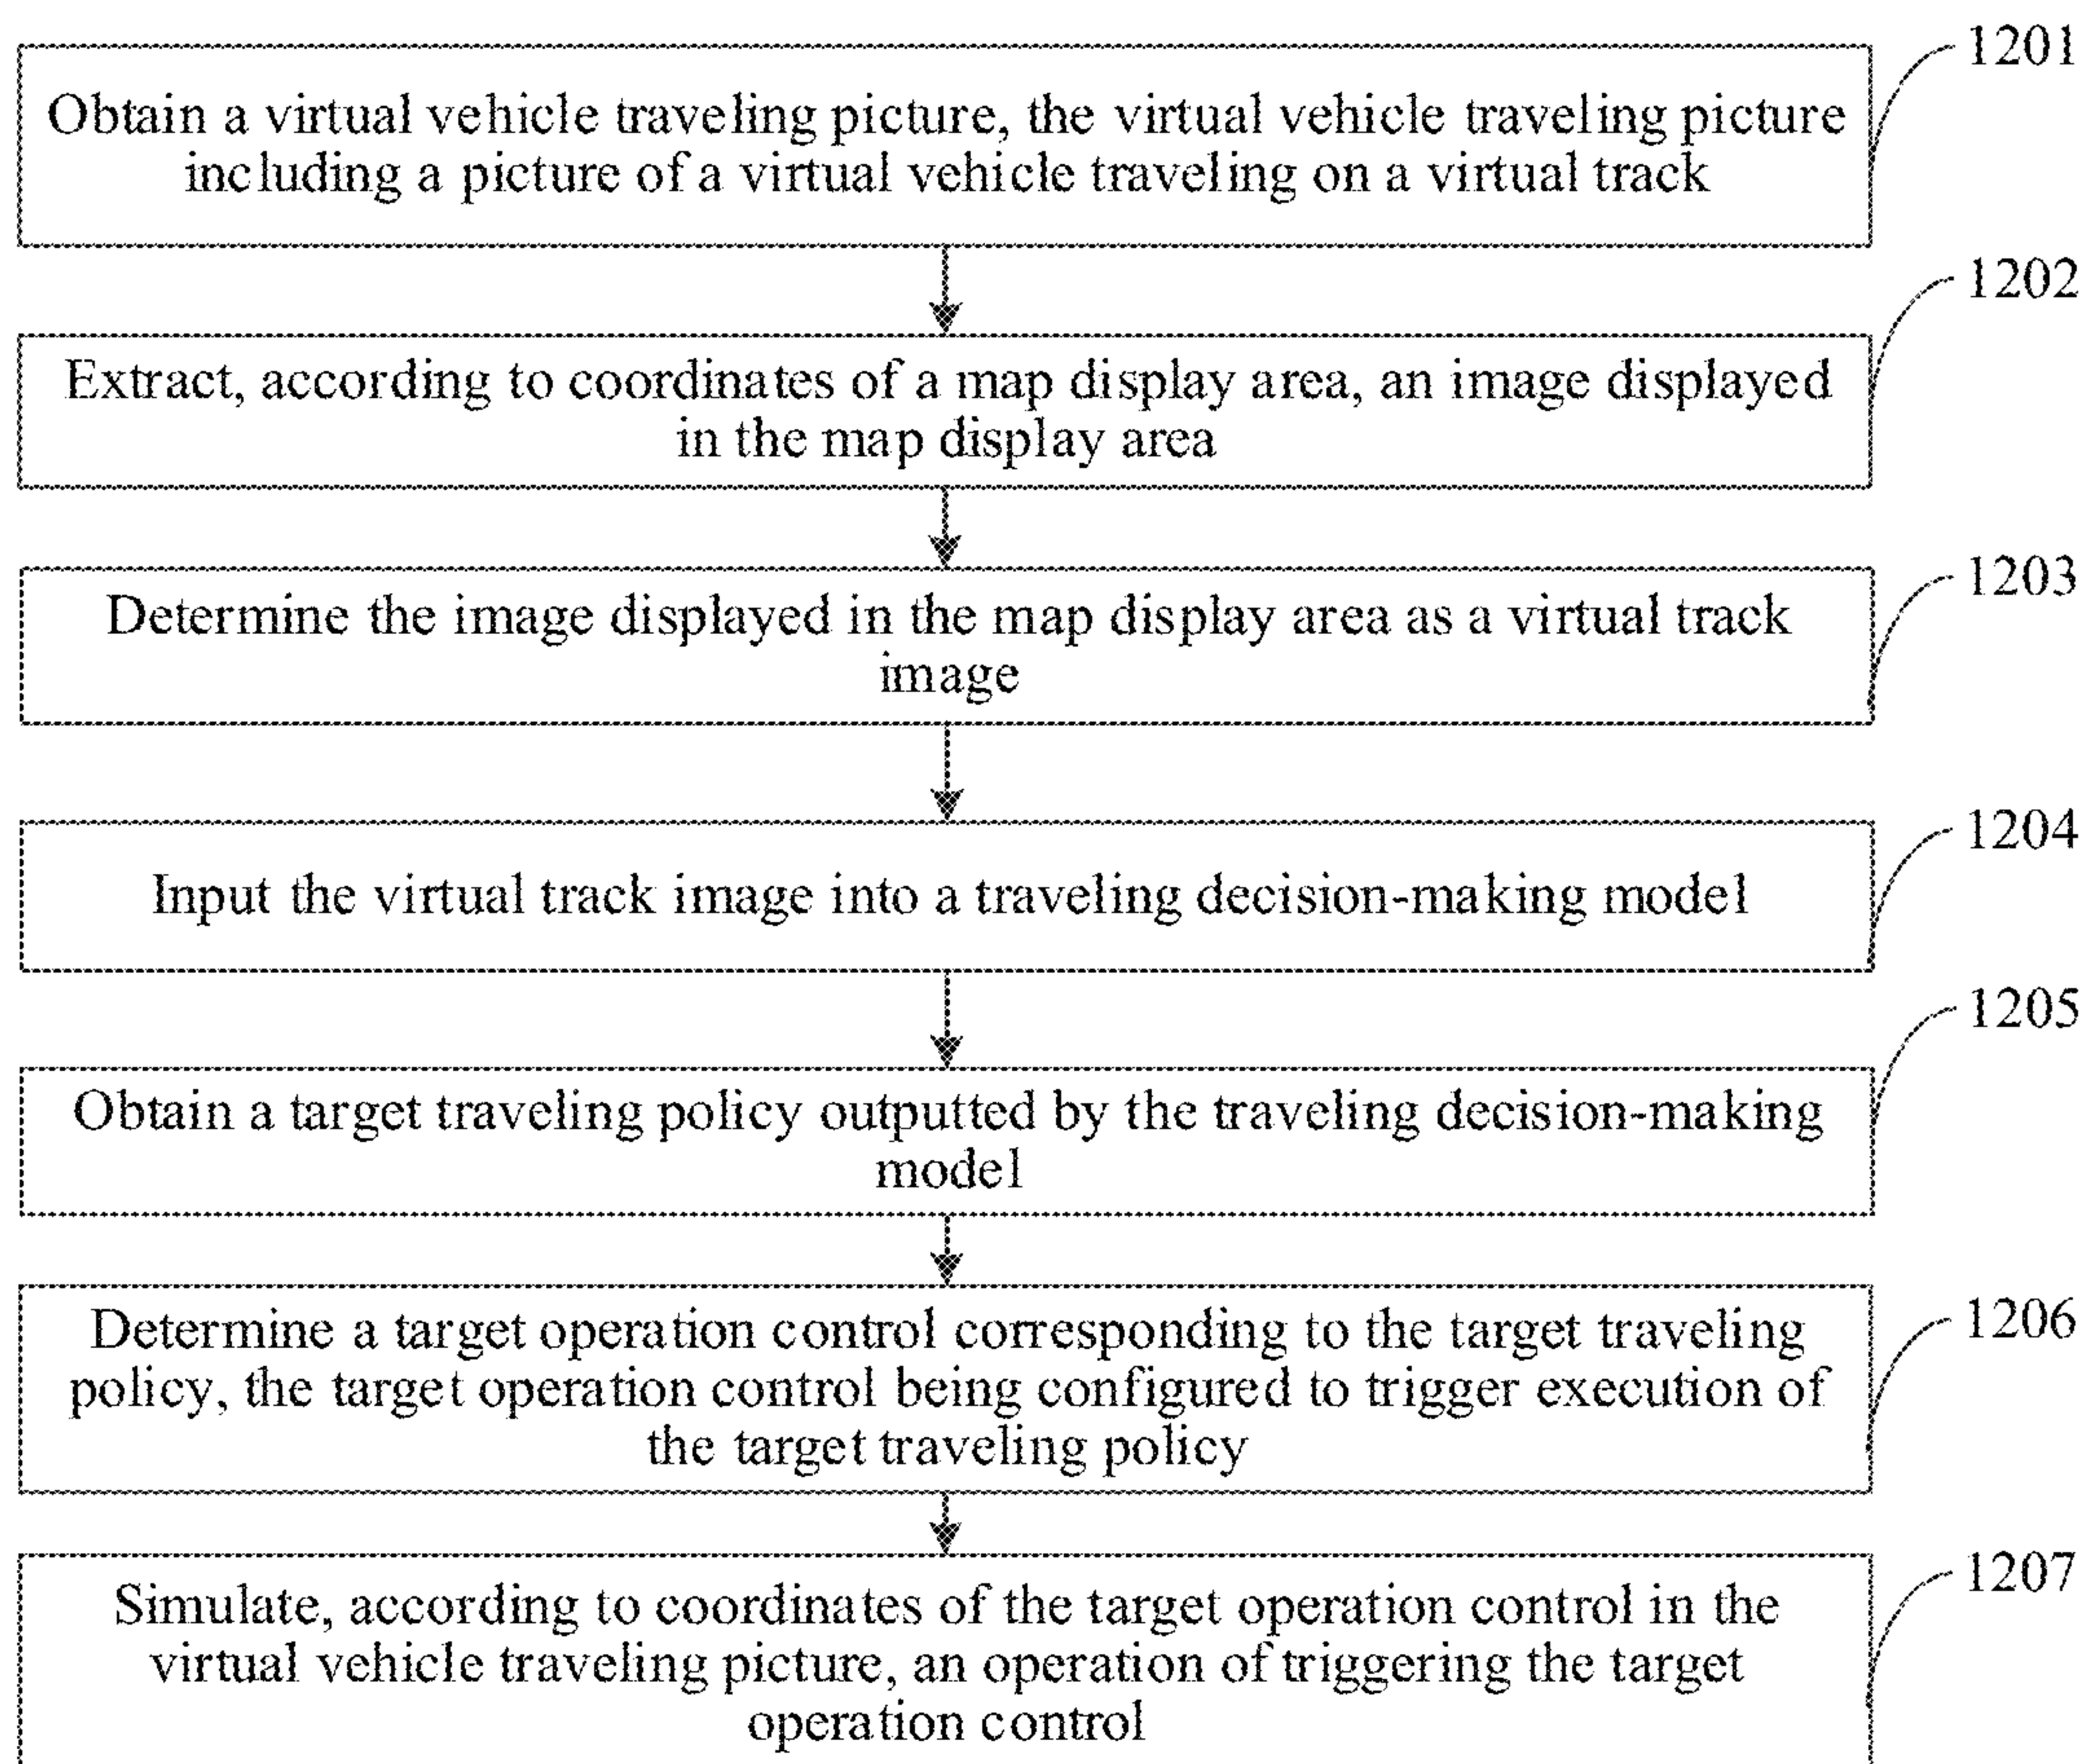 1201
Obtain a virtual vehicle traveling picture, the virtual vehicle traveling picture
including a picture of a virtual vehicle traveling on a virtual track
1202
Extract, according to coordinates of a map display area, an image displayed
in the map display area
1203
Determine the image displayed in the map display area as a virtual track
image
1204
Input the virtual track image into a traveling decision-making model
1205
Obtain a target traveling policy outputted by the traveling decision-making
model
1206
Determine a target operation control corresponding to the target traveling
policy, the target operation control being configured to trigger execution of
the target traveling policy
1207
Simulate, according to coordinates of the target operation control in the
virtual vehicle traveling picture, an operation of triggering the target
operation control